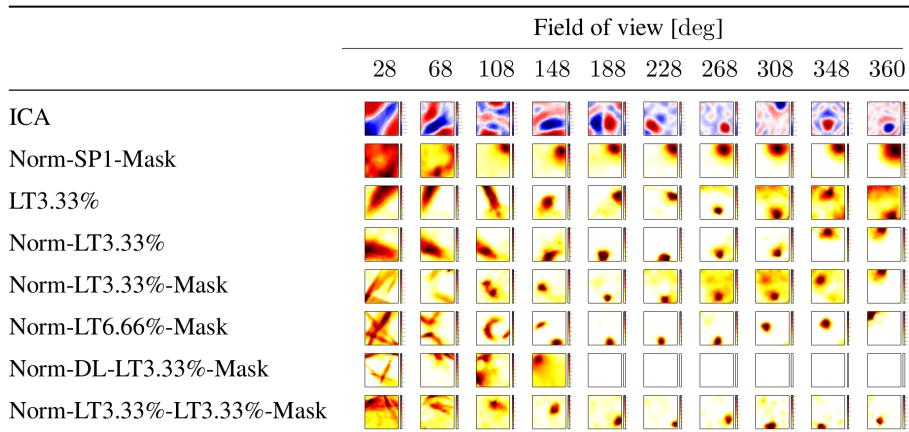 Field of view [deg]
28 68 108 148 188 228 268 308 348 360
ICA
Norm-SP1-Mask
LT3.33%
Norm-LT3.33%
Norm-LT3.33%-Mask
Norm-LT6.66%-Mask
Norm-DL-LT3.33%-Mask
Norm-LT3.33%-LT3.33%-Mask